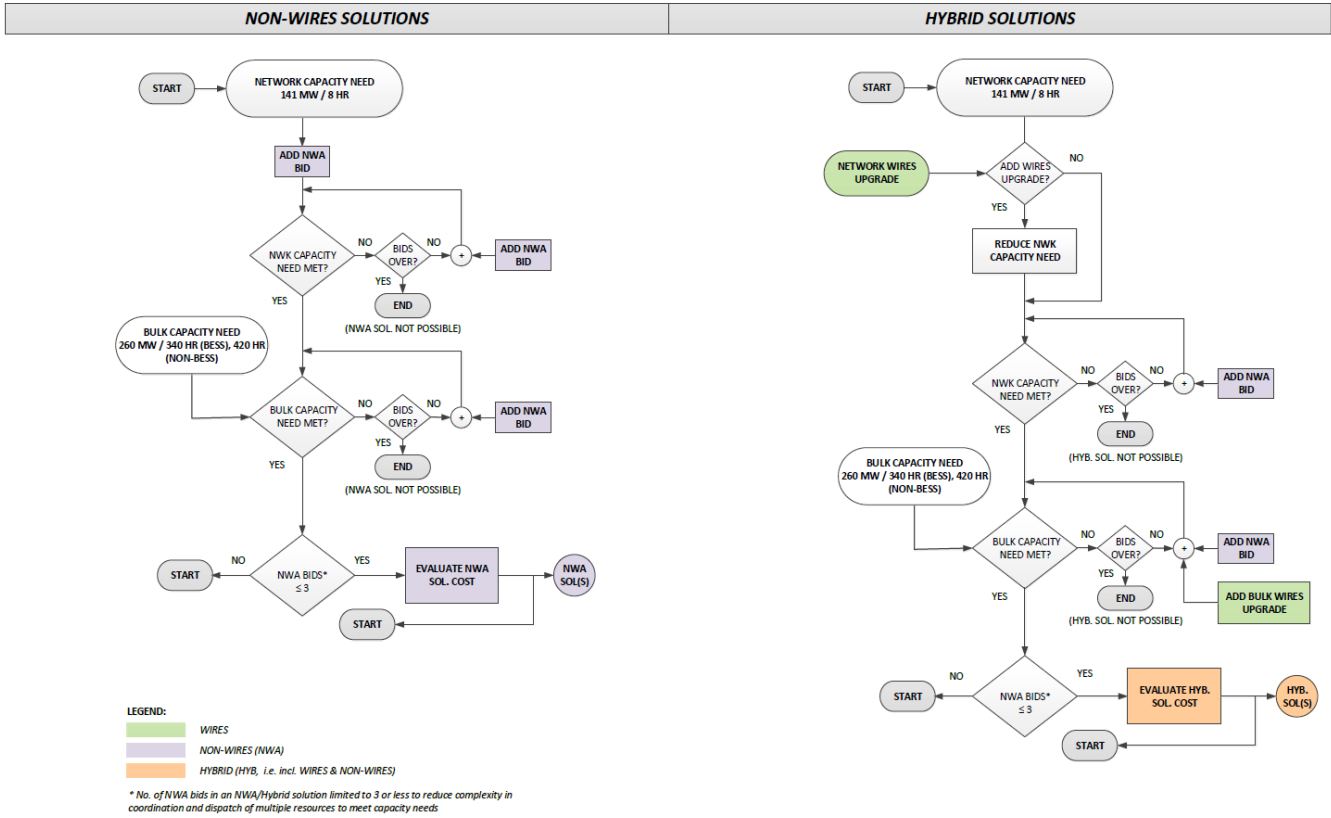 NON-WIRES SOLUTIONS
START
NETWORK CAPACITY NEED
141 MW / 8 HR
ADD NWA
BID
NWK CAPACITY
NEED MET?
NO
BIDS
OVER?
NO
+
ADD NWA
BID
YES
YES
END
(NWA SOL. NOT POSSIBLE)
BULK CAPACITY NEED
260 MW / 340 HR (BESS), 420 HR
(NON-BESS)
BULK CAPACITY
NEED MET?
NO
BIDS
OVER?
NO
+
ADD NWA
BID
YES
YES
END
(NWA SOL. NOT POSSIBLE)
START
NO
NWA BIDS*
≤ 3
YES
EVALUATE NWA
SOL. COST
NWA
SOL(S)
START
LEGEND:
WIRES
NON-WIRES (NWA)
HYBRID (HYB, i.e. incl. WIRES & NON-WIRES)
* No. of NWA bids in an NWA/Hybrid solution limited to 3 or less to reduce complexity in
coordination and dispatch of multiple resources to meet capacity needs
HYBRID SOLUTIONS
START
NETWORK CAPACITY NEED
141 MW / 8 HR
NETWORK WIRES
UPGRADE
ADD WIRES
UPGRADE?
NO
YES
REDUCE NWK
CAPACITY NEED
NWK CAPACITY
NEED MET?
NO
BIDS
OVER?
NO
+
ADD NWA
BID
YES
YES
END
(HYB. SOL. NOT POSSIBLE)
BULK CAPACITY NEED
260 MW / 340 HR (BESS), 420 HR
(NON-BESS)
BULK CAPACITY
NEED MET?
NO
BIDS
OVER?
NO
+
ADD NWA
BID
YES
YES
END
(HYB. SOL. NOT POSSIBLE)
ADD BULK WIRES
UPGRADE
START
NO
NWA BIDS*
≤ 3
YES
EVALUATE HYB.
SOL. COST
HYB.
SOL(S)
START